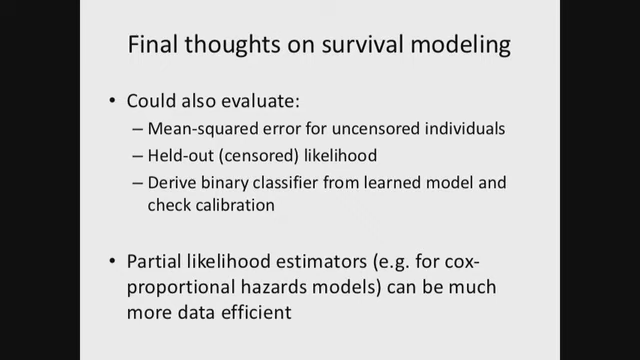 Final thoughts on survival modeling
• Could also evaluate:
– Mean-squared error for uncensored individuals
– Held-out (censored) likelihood
– Derive binary classifier from learned model and
check calibration
• Partial likelihood estimators (e.g. for cox-
proportional hazards models) can be much
more data efficient